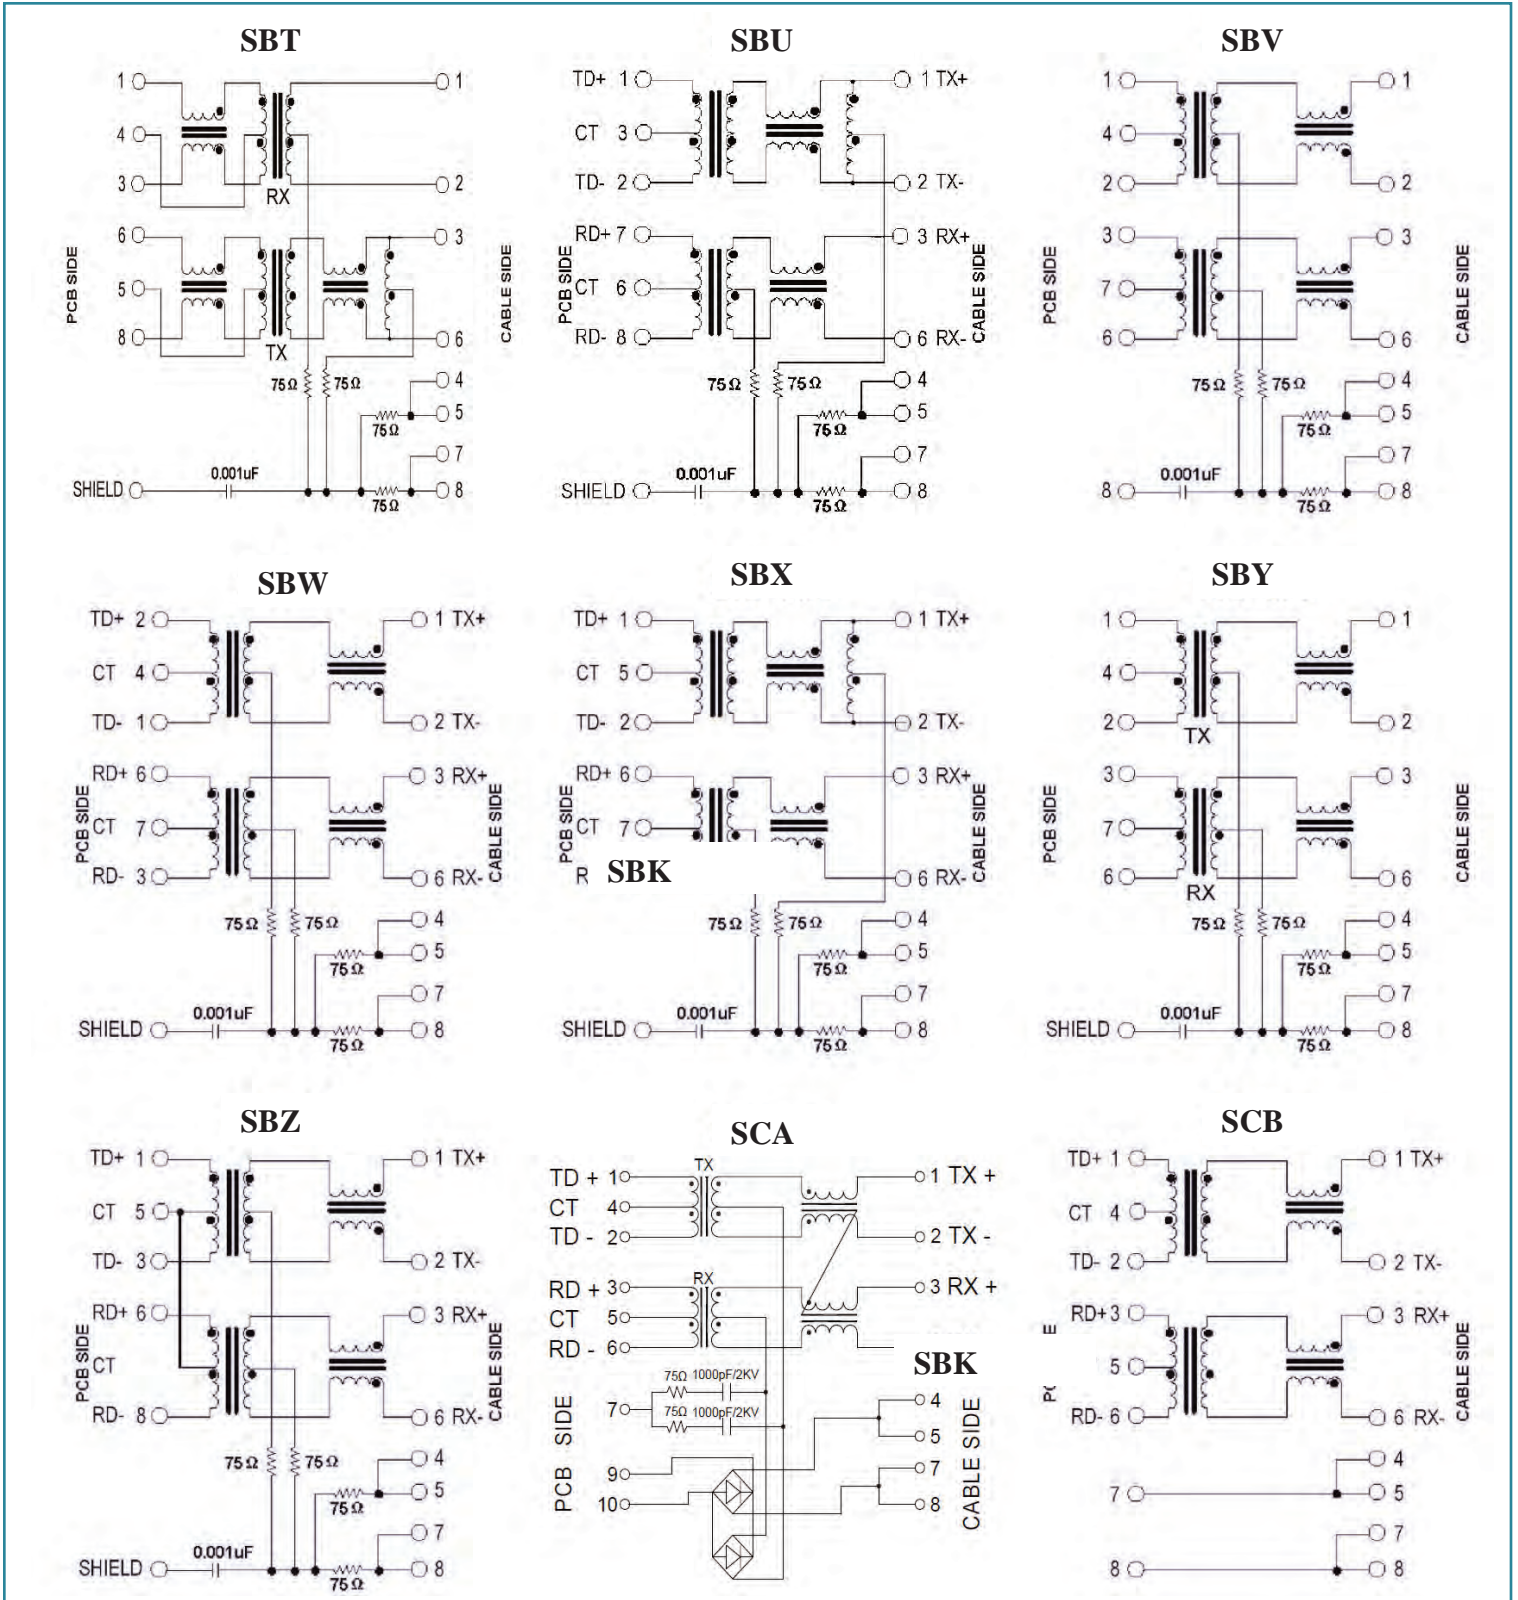 SBT
1 1
4
3 2
RX
6 3
5
8 6
TX
PCB SIDE
CABLE SIDE
75Ω 75Ω
4
5
75Ω
7
0.001uF
SHIELD 8
75Ω
SBU
TD+ 1 1 TX+
CT 3
TD- 2 2 TX-
RD+ 7 3 RX+
CT 6
RD- 8 6 RX-
PCB SIDE
CABLE SIDE
75Ω 75Ω
4
5
75Ω
7
0.001uF
SHIELD 8
75Ω
SBV
1 1
4
2 2
3 3
7
6 6
PCB SIDE
CABLE SIDE
75Ω 75Ω
4
5
75Ω
7
0.001uF
8 8
75Ω
SBW
TD+ 2 1 TX+
CT 4
TD- 1 2 TX-
RD+ 6 3 RX+
CT 7
RD- 3 6 RX-
PCB SIDE
CABLE SIDE
75Ω 75Ω
4
5
75Ω
7
0.001uF
SHIELD 8
75Ω
SBX
TD+ 1 1 TX+
CT 5
TD- 2 2 TX-
RD+ 6 3 RX+
CT 7
R SBK 6 RX-
PCB SIDE
CABLE SIDE
75Ω 75Ω
4
5
75Ω
7
0.001uF
SHIELD 8
75Ω
SBY
1 1
4
2 2
TX
3 3
7
6 6
RX
PCB SIDE
CABLE SIDE
75Ω 75Ω
4
5
75Ω
7
0.001uF
SHIELD 8
75Ω
SBZ
TD+ 1 1 TX+
CT 5
TD- 3 2 TX-
RD+ 6 3 RX+
CT
RD- 8 6 RX-
PCB SIDE
CABLE SIDE
75Ω 75Ω
4
5
75Ω
7
0.001uF
SHIELD 8
75Ω
SCA
TX
TD + 1 1 TX +
CT 4
TD - 2 2 TX -
RX
RD + 3 3 RX +
CT 5
RD - 6
SBK
75Ω 1000pF/2KV
7 75Ω 1000pF/2KV
4
5
9 7
10 8
PCB SIDE
CABLE SIDE
SCB
TD+ 1 1 TX+
CT 4
TD- 2 2 TX-
RD+ 3 3 RX+
5
RD- 6 6 RX-
E
CABLE SIDE
4
7 5
7
8 8